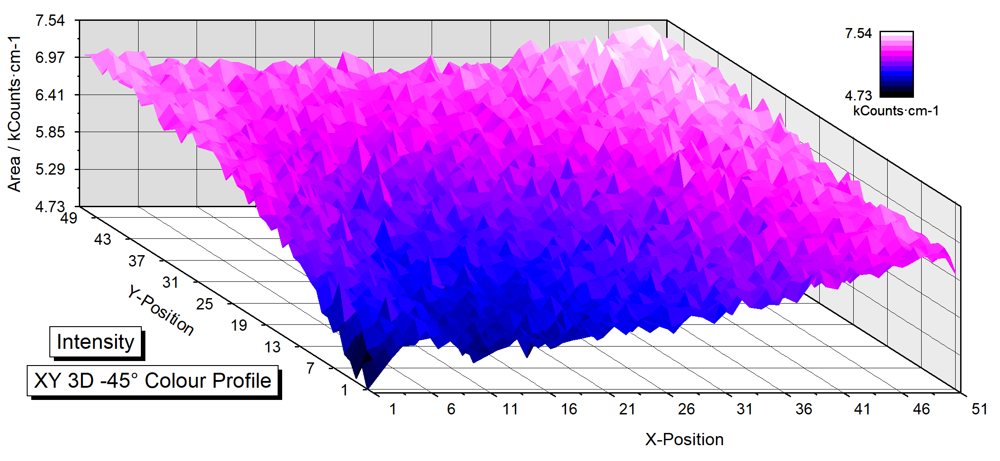 7.54
6.97
6.41
5.85
5.29
4.73
Area / kCounts·cm-1
7.54
4.73
kCounts·cm-1
49
43
37
31
25
19
13
7
1
Y-Position
Intensity
XY 3D -45° Colour Profile
1 6 11 16 21 26 31 36 41 46 51
X-Position